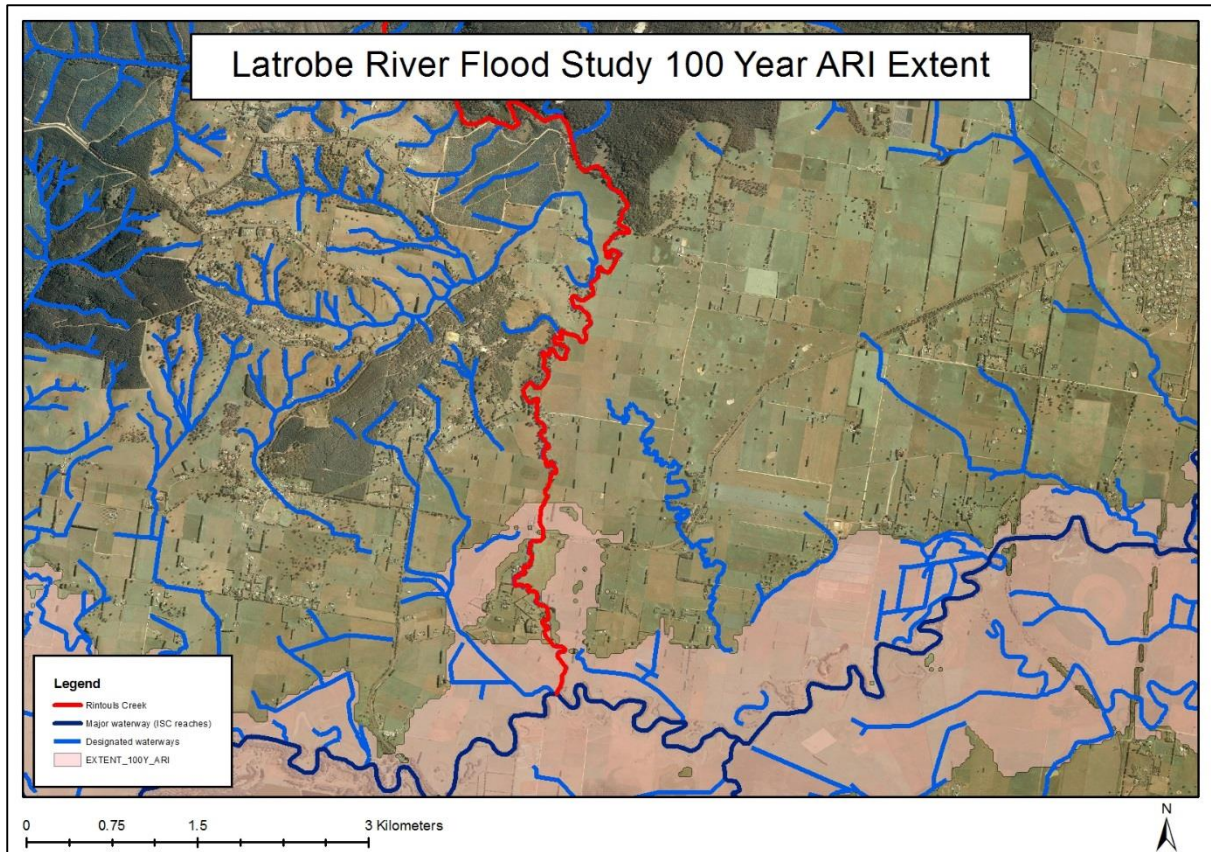 Latrobe River Flood Study 100 Year ARI Extent
Legend
Rintouls Creek
Major waterway (ISC reaches)
Designated waterways
EXTENT_100Y_ARI
0 0.75 1.5 3 Kilometers
N